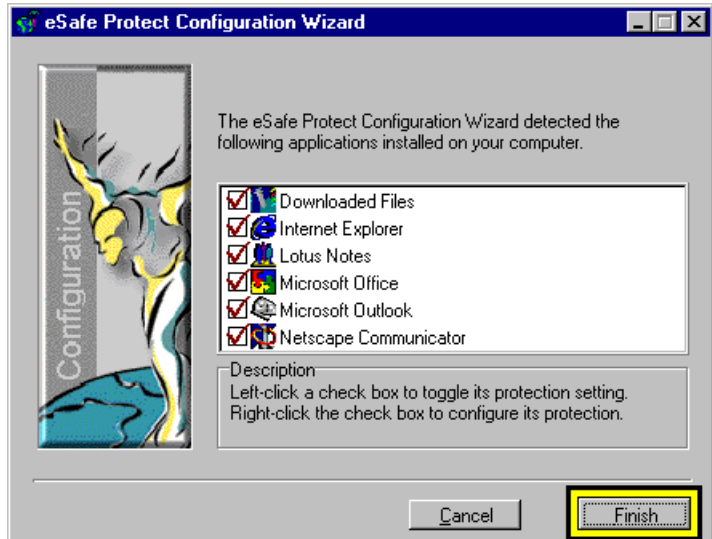 eSafe Protect Configuration Wizard
Configuration
The eSafe Protect Configuration Wizard detected the
following applications installed on your computer.
Downloaded Files
Internet Explorer
Lotus Notes
Microsoft Office
Microsoft Outlook
Netscape Communicator
Description
Left-click a check box to toggle its protection setting.
Right-click the check box to configure its protection.
Cancel
Finish